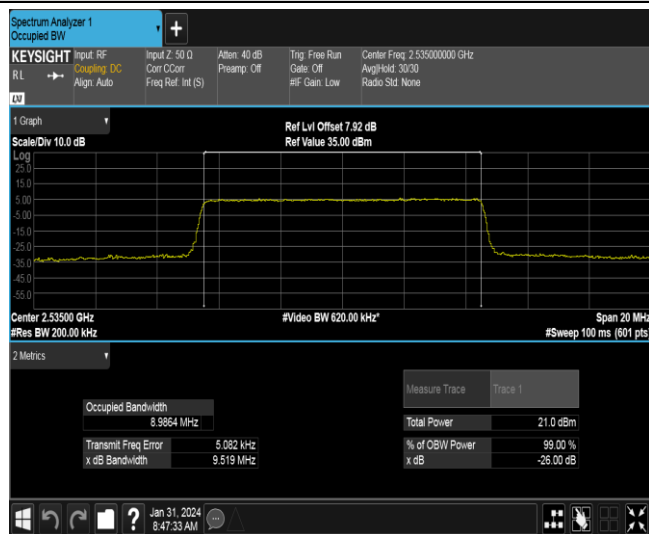 Spectrum Analyzer 1
Occupied BW
+
KEYSIGHT Input: RF Input Z: 50 Ω Atten: 40 dB Trig: Free Run Center Freq: 2.535000000 GHz
RL Coupling: DC Corr CCorr Preamp: Off Gate: Off Avg|Hold: 30/30
Align: Auto Freq Ref: Int (S) #IF Gain: Low Radio Std: None
LXI
1 Graph
Ref Lvl Offset 7.92 dB
Scale/Div 10.0 dB Ref Value 35.00 dBm
Log
25.0
15.0
5.00
-5.00
-15.0
-25.0
-35.0
-45.0
-55.0
Center 2.53500 GHz #Video BW 620.00 kHz* Span 20 MHz
#Res BW 200.00 kHz #Sweep 100 ms (601 pts)
2 Metrics
Measure Trace Trace 1
Occupied Bandwidth
8.9864 MHz Total Power 21.0 dBm
Transmit Freq Error 5.082 kHz % of OBW Power 99.00 %
x dB Bandwidth 9.519 MHz x dB -26.00 dB
? Jan 31, 2024
8:47:33 AM